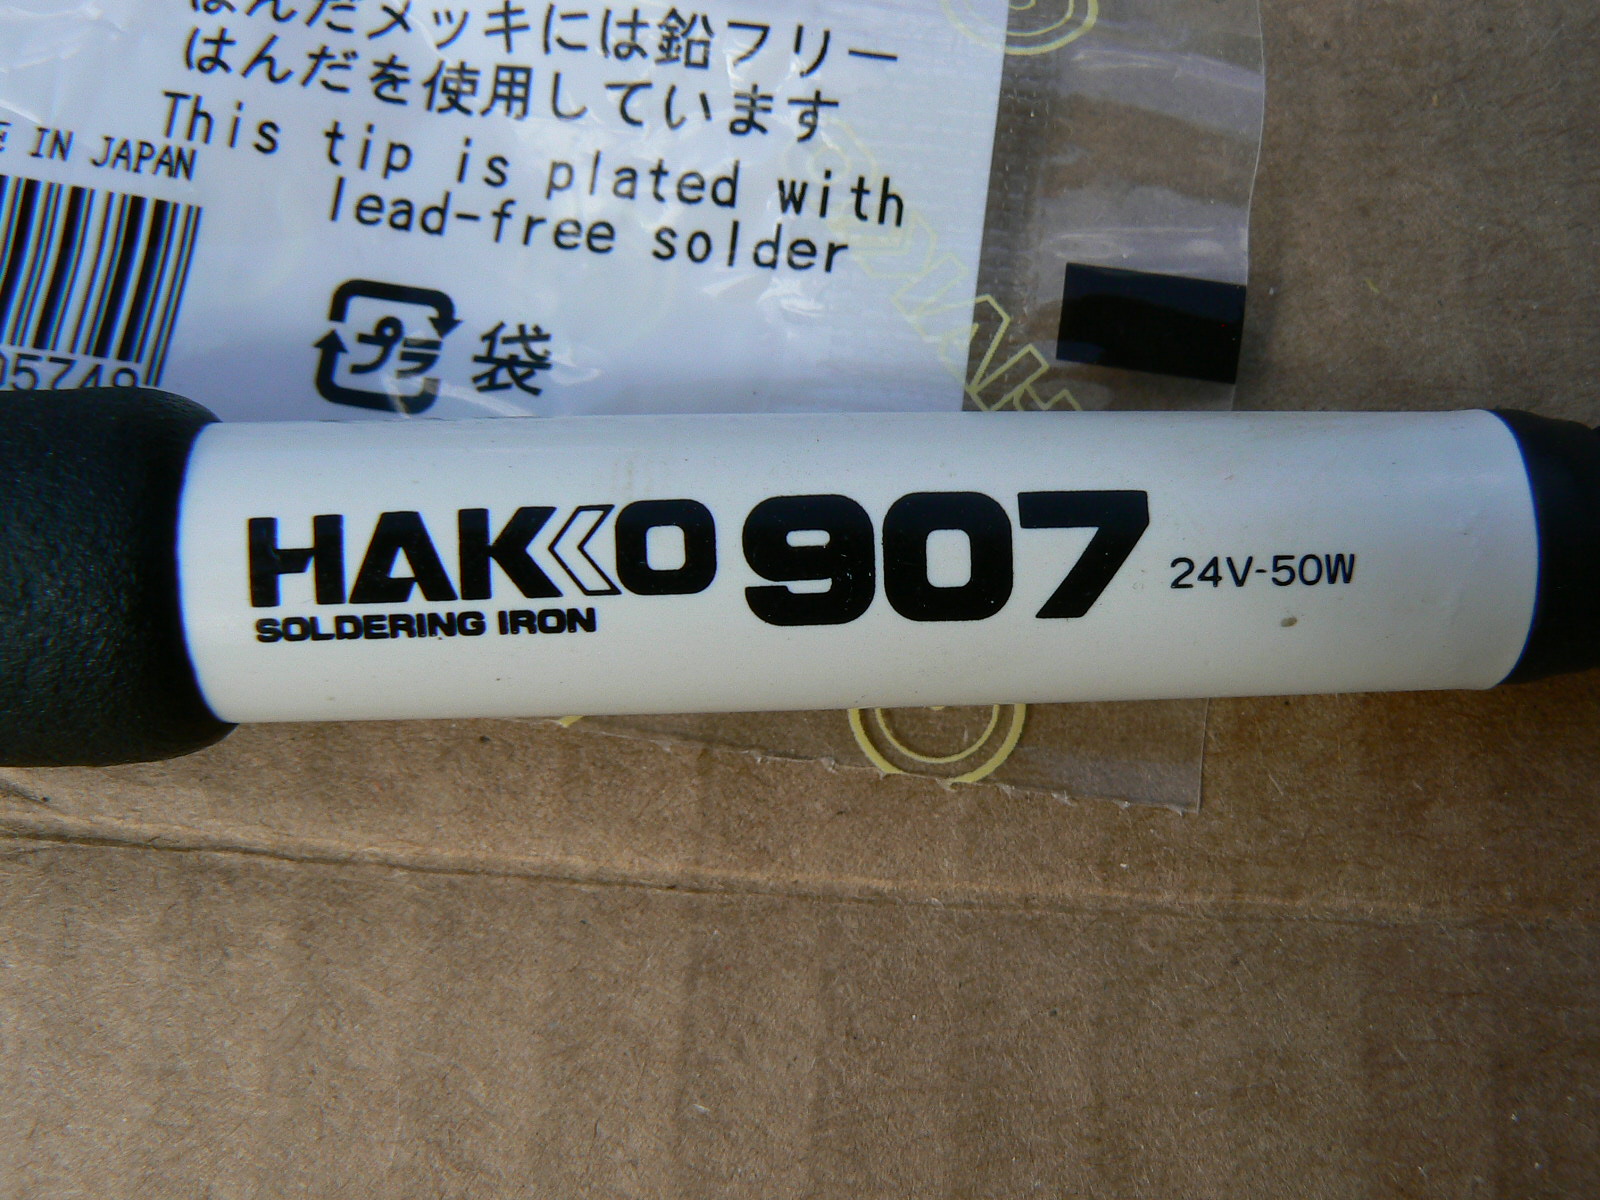 はんだメッキには鉛フリー
はんだを使用しています
This tip is plated with
lead-free solder
IN JAPAN
プラ
袋
HAKKO
HAKKO 907 24V-50W
SOLDERING IRON